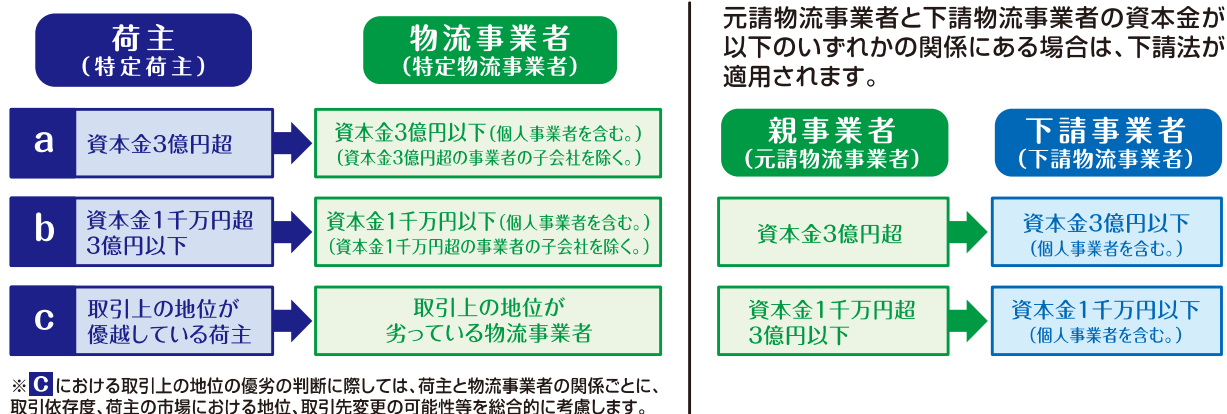 荷主
(特定荷主)
物流事業者
(特定物流事業者)
a
資本金3億円超
資本金3億円以下(個人事業者を含む。)
(資本金3億円超の事業者の子会社を除く。)
b
資本金1千万円超
3億円以下
資本金1千万円以下(個人事業者を含む。)
(資本金1千万円超の事業者の子会社を除く。)
c
取引上の地位が
優越している荷主
取引上の地位が
劣っている物流事業者
※cにおける取引上の地位の優劣の判断に際しては、荷主と物流事業者の関係ごとに、
取引依存度、荷主の市場における地位、取引先変更の可能性等を総合的に考慮します。
元請物流事業者と下請物流事業者の資本金が
以下のいずれかの関係にある場合は、下請法が
適用されます。
親事業者
(元請物流事業者)
下請事業者
(下請物流事業者)
資本金3億円超
資本金3億円以下
(個人事業者を含む。)
資本金1千万円超
3億円以下
資本金1千万円以下
(個人事業者を含む。)